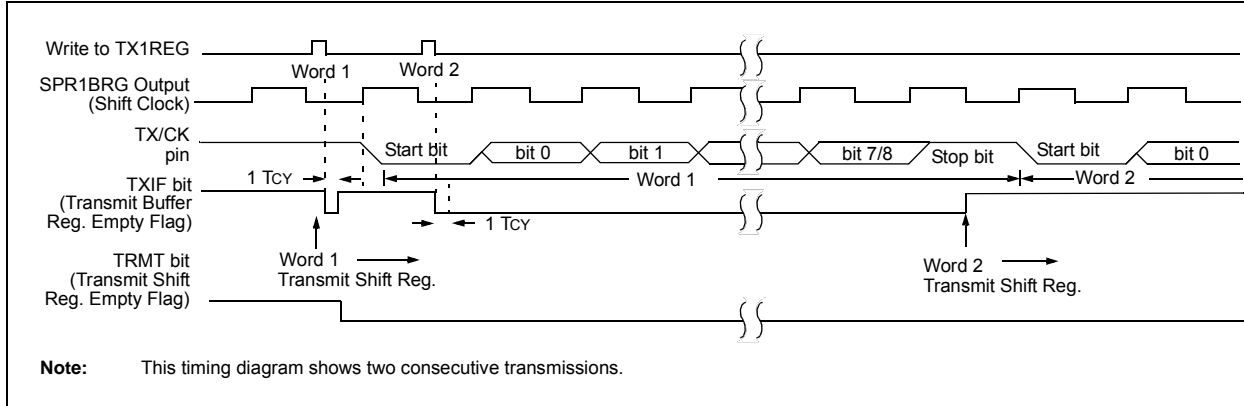 Write to TX1REG
Word 1
Word 2
SPR1BRG Output
(Shift Clock)
TX/CK
pin
Start bit
bit 0
bit 1
bit 7/8
Stop bit
Start bit
bit 0
1 TCY
Word 1
Word 2
TXIF bit
(Transmit Buffer
Reg. Empty Flag)
1 TCY
Word 1
Transmit Shift Reg.
Word 2
Transmit Shift Reg.
TRMT bit
(Transmit Shift
Reg. Empty Flag)
Note: This timing diagram shows two consecutive transmissions.